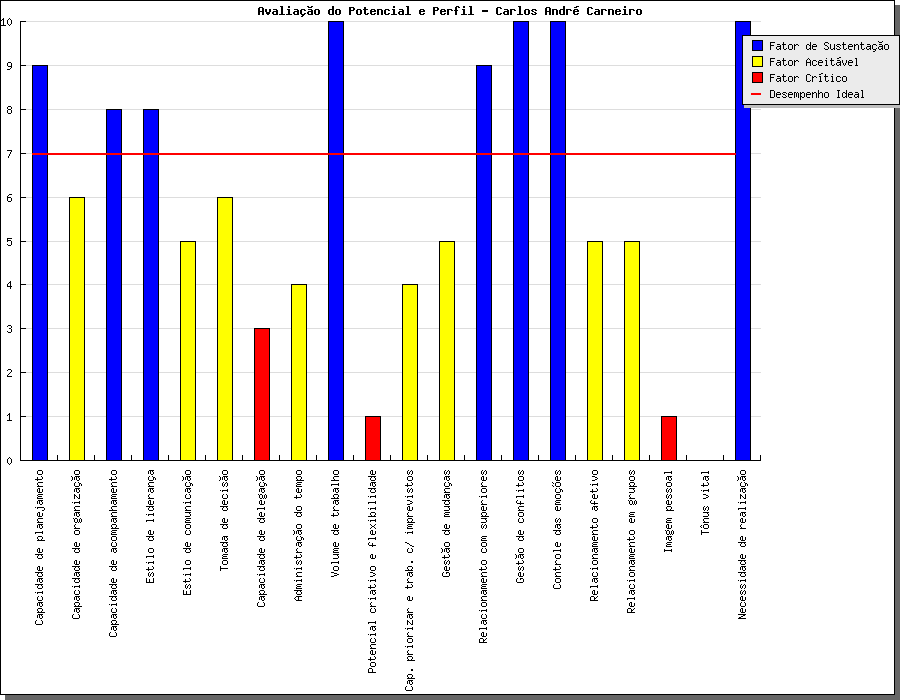 Avaliação do Potencial e Perfil - Carlos André Carneiro
Fator de Sustentação
Fator Aceitável
Fator Crítico
Desempenho Ideal
10
9
8
7
6
5
4
3
2
1
0
Capacidade de planejamento
Capacidade de organização
Capacidade de acompanhamento
Estilo de liderança
Estilo de comunicação
Tomada de decisão
Capacidade de delegação
Administração do tempo
Volume de trabalho
Potencial criativo e flexibilidade
Cap. priorizar e trab. c/ imprevistos
Gestão de mudanças
Relacionamento com superiores
Gestão de conflitos
Controle das emoções
Relacionamento afetivo
Relacionamento em grupos
Imagem pessoal
Tônus vital
Necessidade de realização